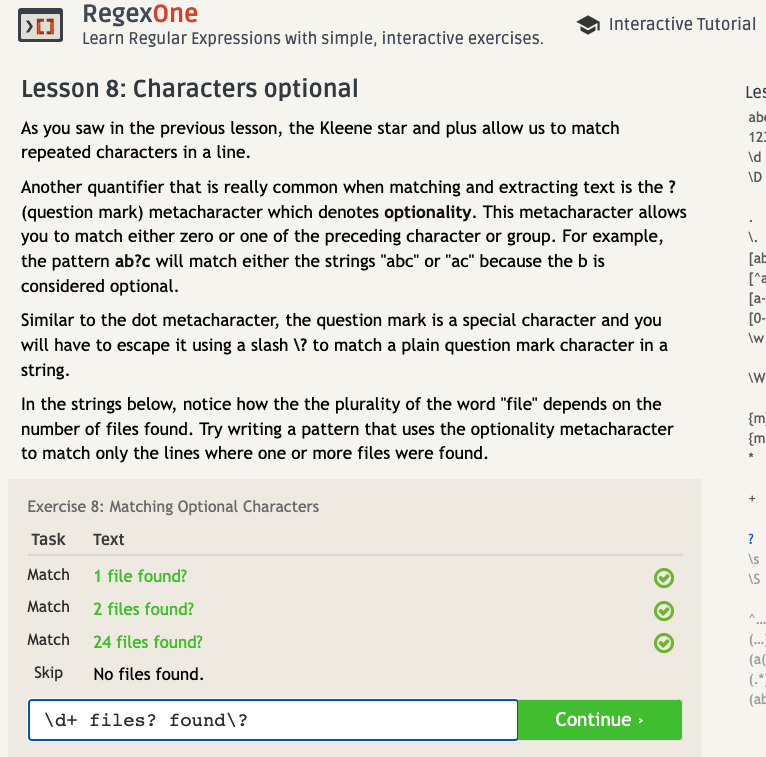 RegexOne
Learn Regular Expressions with simple, interactive exercises.
Interactive Tutorial
Lesson 8: Characters optional
As you saw in the previous lesson, the Kleene star and plus allow us to match
repeated characters in a line.
Another quantifier that is really common when matching and extracting text is the ?
(question mark) metacharacter which denotes optionality. This metacharacter allows
you to match either zero or one of the preceding character or group. For example,
the pattern ab?c will match either the strings "abc" or "ac" because the b is
considered optional.
Similar to the dot metacharacter, the question mark is a special character and you
will have to escape it using a slash \? to match a plain question mark character in a
string.
In the strings below, notice how the the plurality of the word "file" depends on the
number of files found. Try writing a pattern that uses the optionality metacharacter
to match only the lines where one or more files were found.
Exercise 8: Matching Optional Characters
Task Text
Match 1 file found?
Match 2 files found?
Match 24 files found?
Skip No files found.
\d+ files? found\?
Continue ›
\d
\D
.
\.
\w
\W
*
+
?
\s
\S